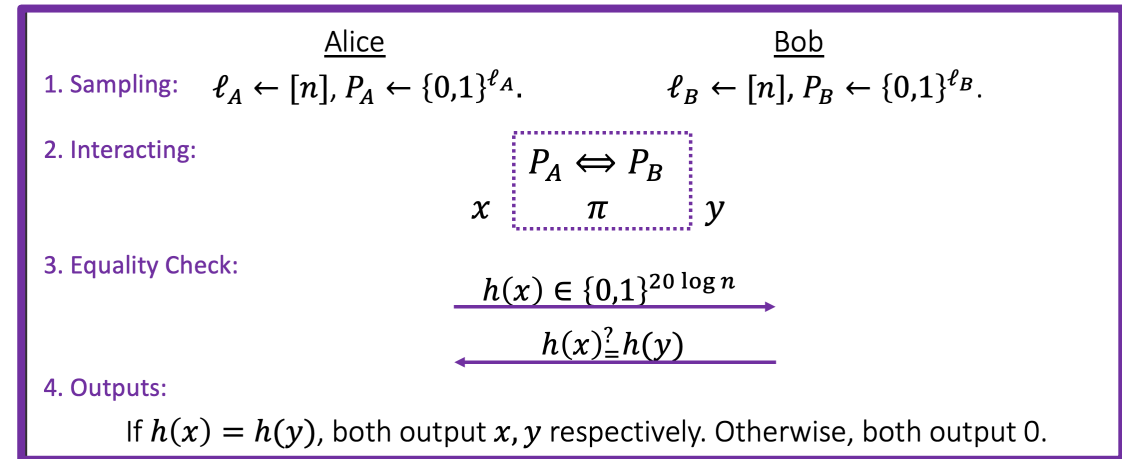 Alice Bob
1. Sampling: ℓ_A ← [n], P_A ← {0,1}^{ℓ_A}. ℓ_B ← [n], P_B ← {0,1}^{ℓ_B}.
2. Interacting: P_A ⟺ P_B
x π y
3. Equality Check:
h(x) ∈ {0,1}^{20 log n}
h(x) ≟ h(y)
4. Outputs:
If h(x) = h(y), both output x, y respectively. Otherwise, both output 0.